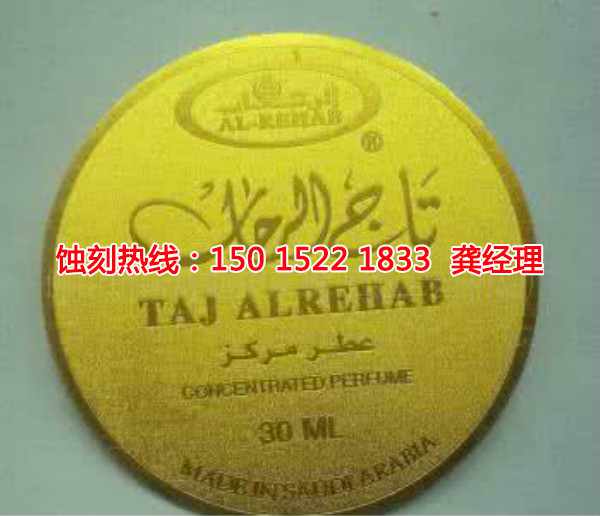 الرحاب
AL-REHAB
®
تاج الرحاب
蚀刻热线：150 1522 1833 龚经理
TAJ ALREHAB
عطر مركز
CONCENTRATED PERFUME
30 ML
MADE IN SAUDI ARABIA